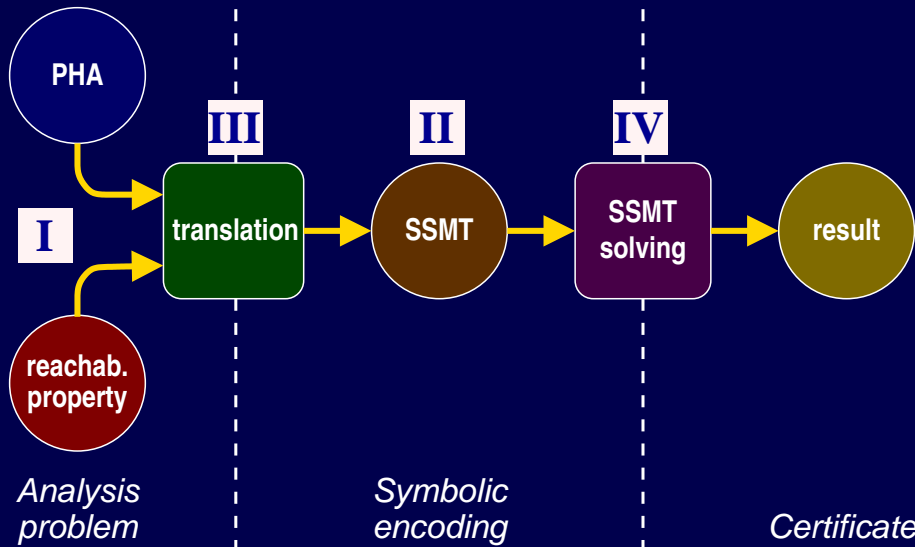 PHA
III
II
IV
I
translation
SSMT
SSMT
solving
result
reachab.
property
Analysis
problem
Symbolic
encoding
Certificate